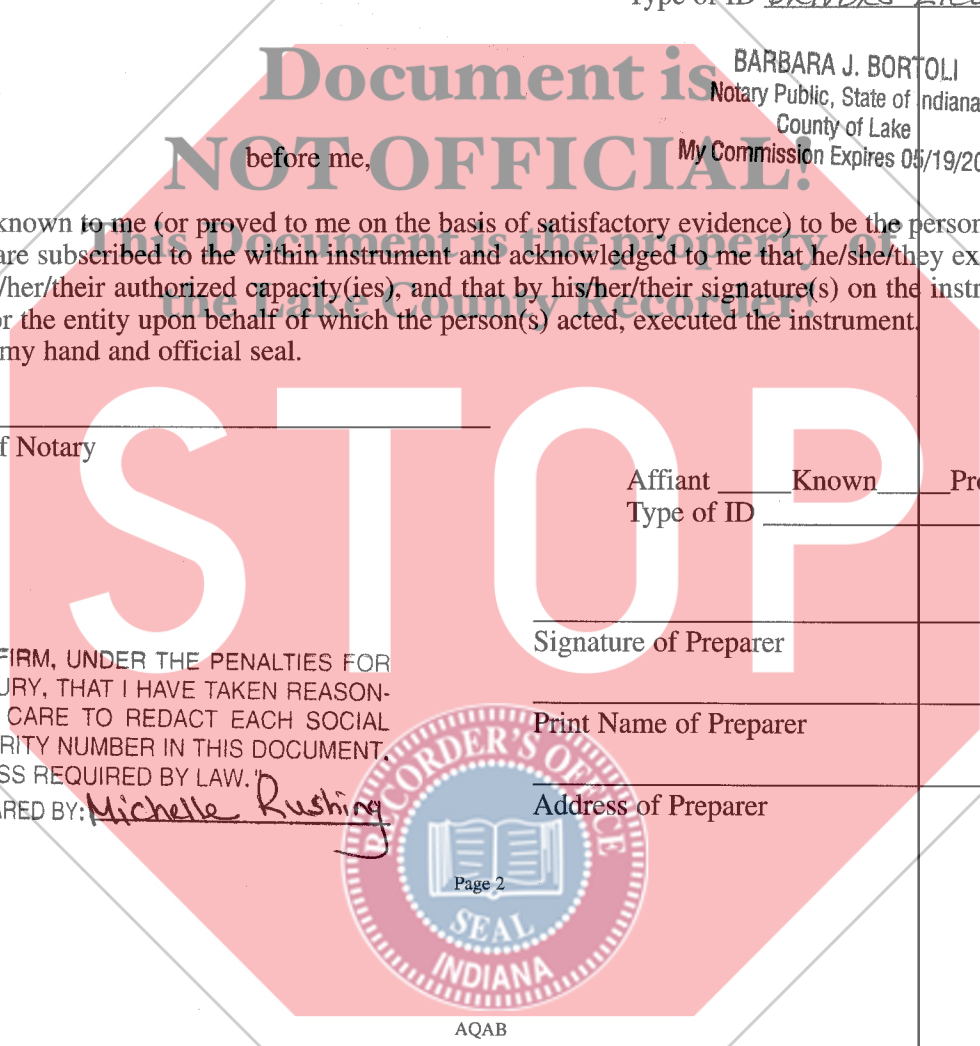 Type of ID DRIVERS
BARBARA J. BORTOLI
Notary Public, State of Indiana
County of Lake
My Commission Expires 05/19/20
Document is
NOT OFFICIAL!
before me,
known to me (or proved to me on the basis of satisfactory evidence) to be the person
This Document is the property of
are subscribed to the within instrument and acknowledged to me that he/she/they ex
/her/their authorized capacity(ies), and that by his/her/their signature(s) on the instr
the Lake County Recorder!
or the entity upon behalf of which the person(s) acted, executed the instrument.
my hand and official seal.
STOP
f Notary
Affiant _____Known_____Pro
Type of ID
Signature of Preparer
Print Name of Preparer
Address of Preparer
FIRM, UNDER THE PENALTIES FOR
URY, THAT I HAVE TAKEN REASON-
CARE TO REDACT EACH SOCIAL
RITY NUMBER IN THIS DOCUMENT,
SS REQUIRED BY LAW."
ARED BY: Michelle Rushing
RECORDER'S OFFICE
Page 2
SEAL
INDIANA
AQAB